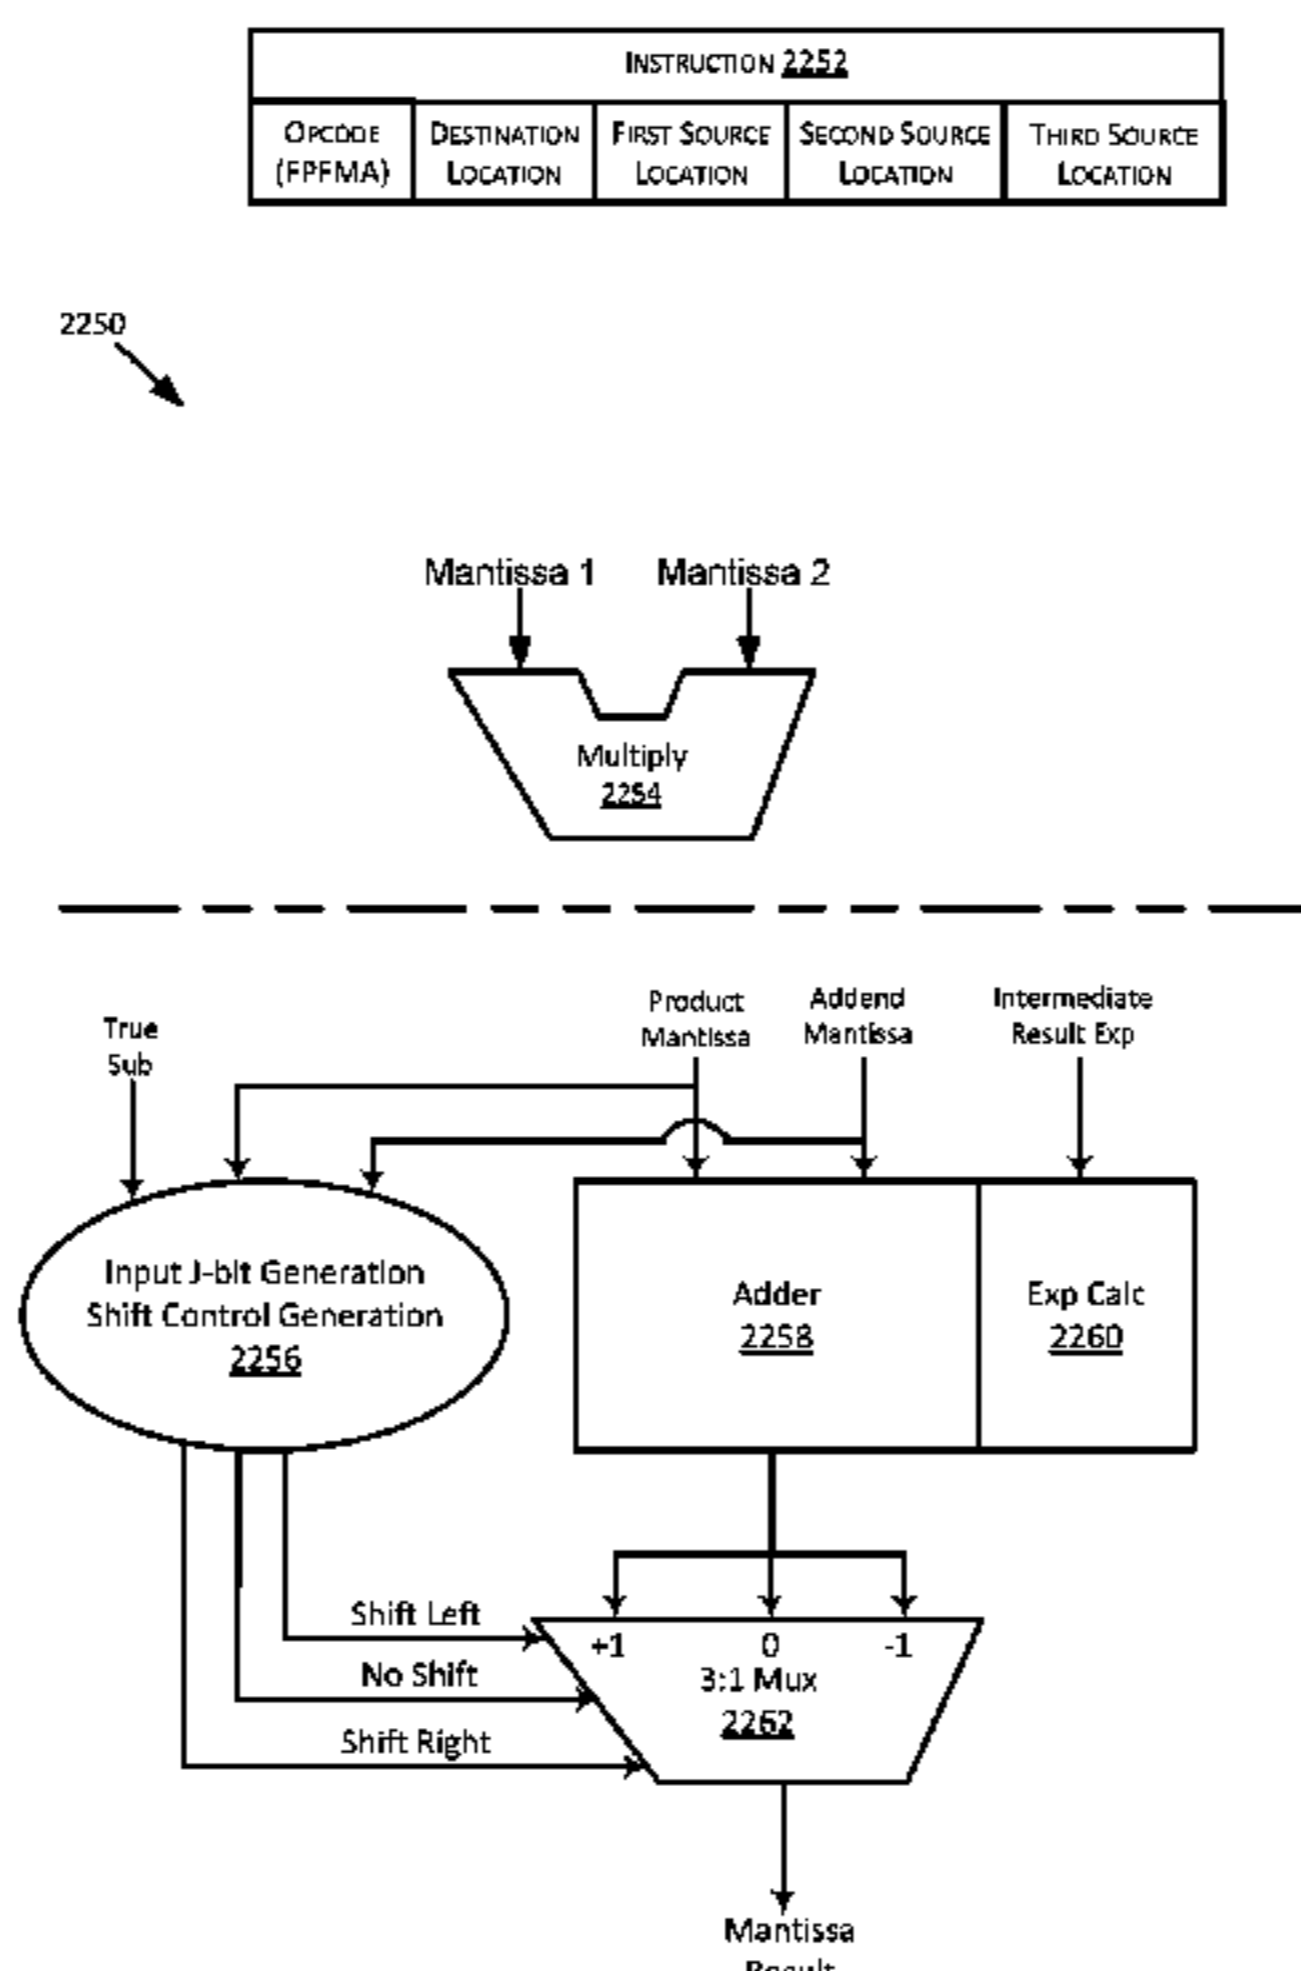 INSTRUCTION 2252
OPCODE
(FPFMA)
DESTINATION
LOCATION
FIRST SOURCE
LOCATION
SECOND SOURCE
LOCATION
THIRD SOURCE
LOCATION
2250
Mantissa 1
Mantissa 2
Multiply
2254
True
Sub
Product
Mantissa
Addend
Mantissa
Intermediate
Result Exp
Input J-bit Generation
Shift Control Generation
2256
Adder
2258
Exp Calc
2260
Shift Left
No Shift
Shift Right
+1 0 -1
3:1 Mux
2262
Mantissa
Result